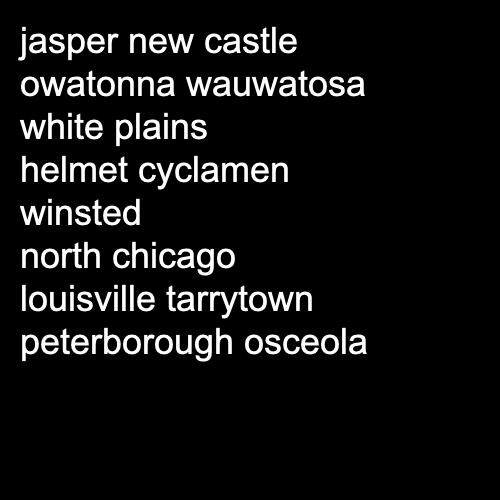 jasper new castle
owatonna wauwatosa
white plains
helmet cyclamen
winsted
north chicago
louisville tarrytown
peterborough osceola